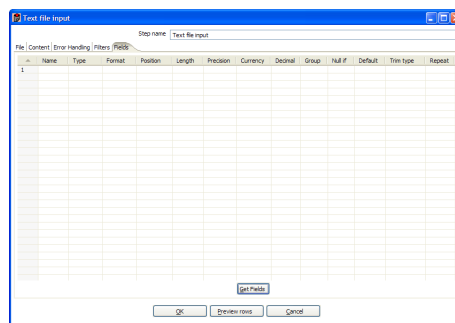 Text file input
Step name Text file input
File Content Error Handling Filters Fields
Name Type Format Position Length Precision Currency Decimal Group Null if Default Trim type Repeat
1
Get Fields
OK Preview rows Cancel